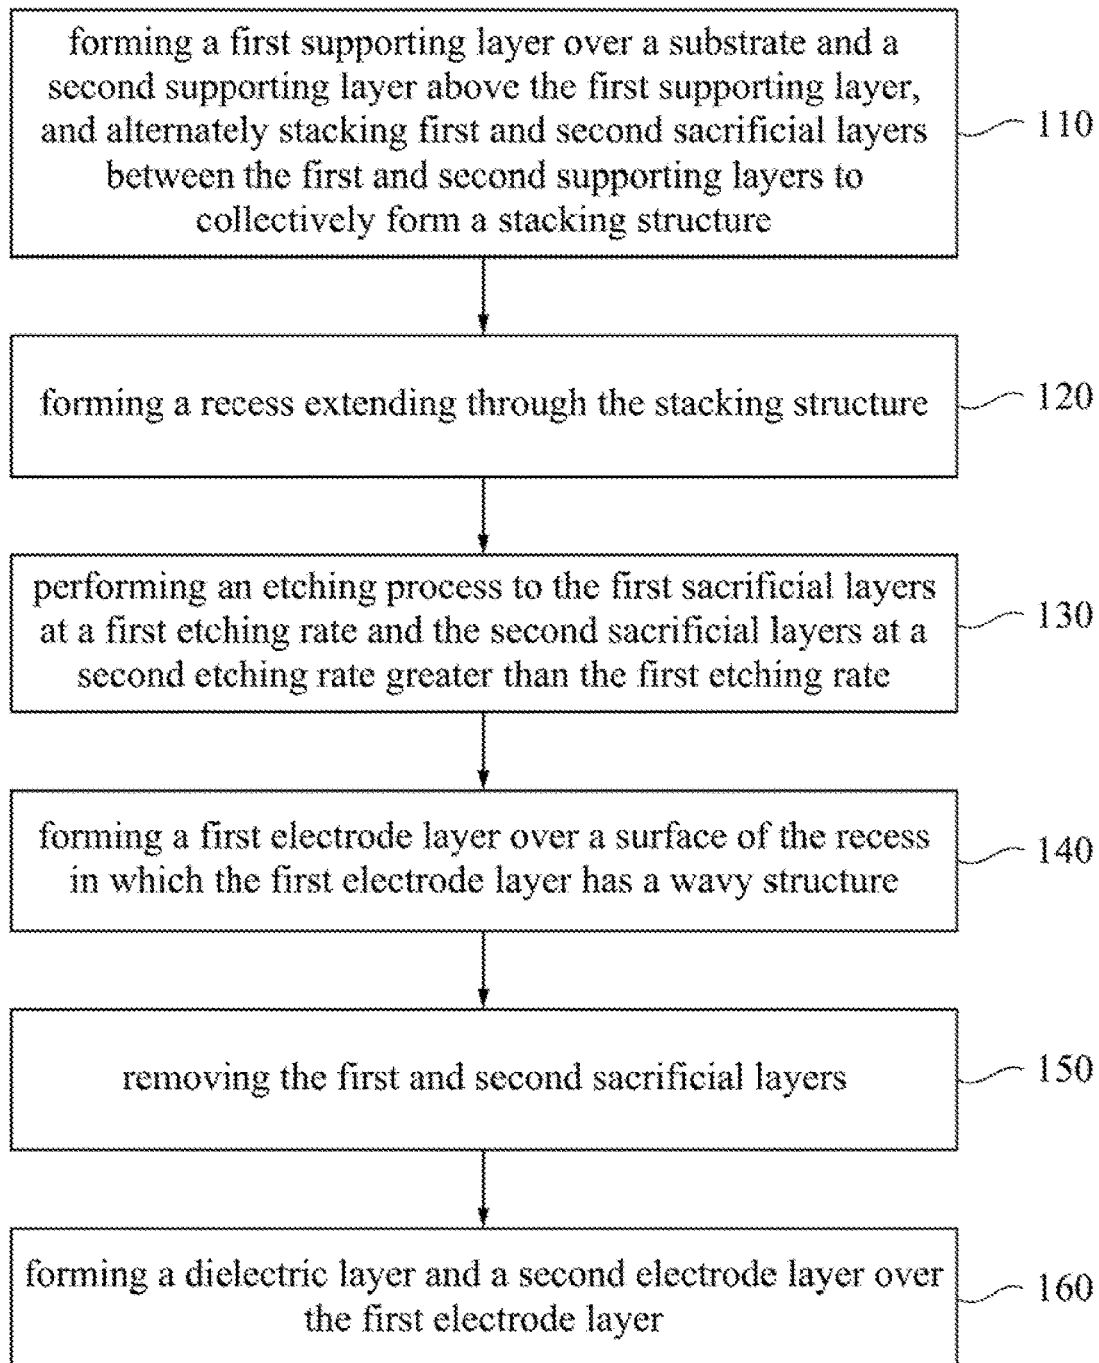 forming a first supporting layer over a substrate and a
second supporting layer above the first supporting layer,
and alternately stacking first and second sacrificial layers
between the first and second supporting layers to
collectively form a stacking structure
110
forming a recess extending through the stacking structure
120
performing an etching process to the first sacrificial layers
at a first etching rate and the second sacrificial layers at a
second etching rate greater than the first etching rate
130
forming a first electrode layer over a surface of the recess
in which the first electrode layer has a wavy structure
140
removing the first and second sacrificial layers
150
forming a dielectric layer and a second electrode layer over
the first electrode layer
160